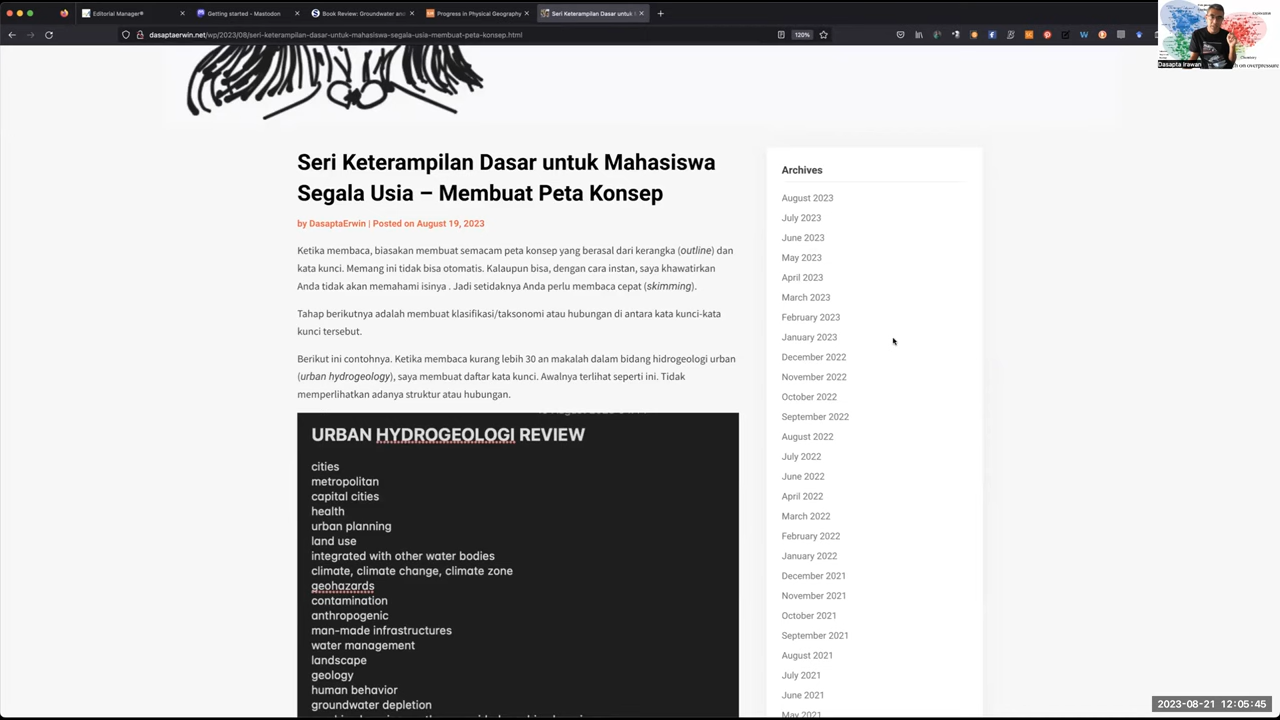 Editorial Manager®
Getting started - Mastodon
Book Review: Groundwater an
Progress in Physical Geography
Seri Keterampilan Dasar untuk
dasaptaerwin.net/wp/2023/08/seri-keterampilan-dasar-untuk-mahasiswa-segala-usia-membuat-peta-konsep.html
120%
Dasapta Irawan
h on overpressure
Seri Keterampilan Dasar untuk Mahasiswa
Segala Usia – Membuat Peta Konsep
by DasaptaErwin | Posted on August 19, 2023
Ketika membaca, biasakan membuat semacam peta konsep yang berasal dari kerangka (outline) dan
kata kunci. Memang ini tidak bisa otomatis. Kalaupun bisa, dengan cara instan, saya khawatirkan
Anda tidak akan memahami isinya . Jadi setidaknya Anda perlu membaca cepat (skimming).
Tahap berikutnya adalah membuat klasifikasi/taksonomi atau hubungan di antara kata kunci-kata
kunci tersebut.
Berikut ini contohnya. Ketika membaca kurang lebih 30 an makalah dalam bidang hidrogeologi urban
(urban hydrogeology), saya membuat daftar kata kunci. Awalnya terlihat seperti ini. Tidak
memperlihatkan adanya struktur atau hubungan.
URBAN HYDROGEOLOGI REVIEW
cities
metropolitan
capital cities
health
urban planning
land use
integrated with other water bodies
climate, climate change, climate zone
geohazards
contamination
anthropogenic
man-made infrastructures
water management
landscape
geology
human behavior
groundwater depletion
Archives
August 2023
July 2023
June 2023
May 2023
April 2023
March 2023
February 2023
January 2023
December 2022
November 2022
October 2022
September 2022
August 2022
July 2022
June 2022
April 2022
March 2022
February 2022
January 2022
December 2021
November 2021
October 2021
September 2021
August 2021
July 2021
June 2021
May 2021
2023-08-21 12:05:45